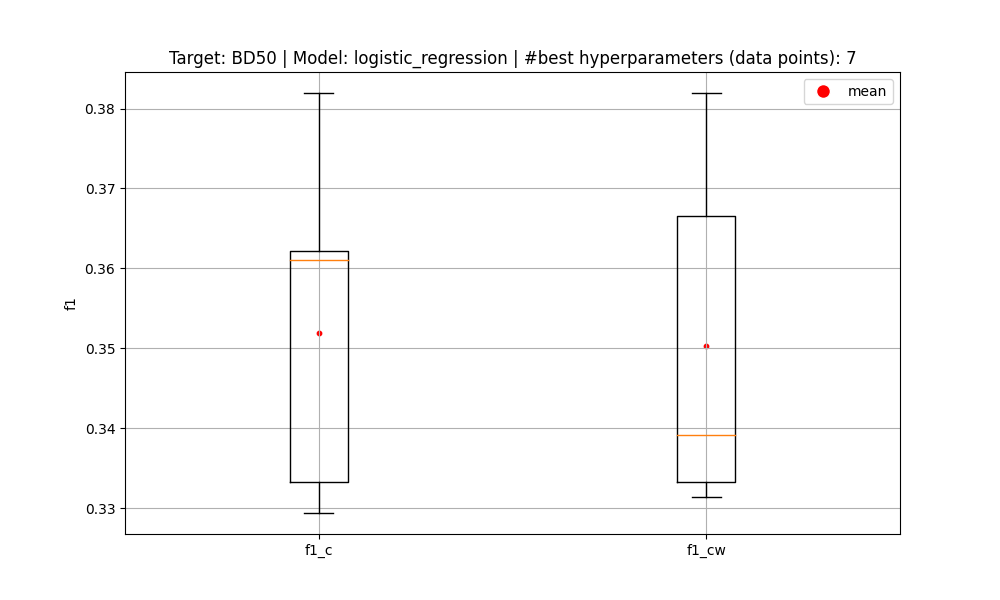 Target: BD50 | Model: logistic_regression | #best hyperparameters (data points): 7
mean
0.38
0.37
0.36
0.35
0.34
0.33
f1
f1_c
f1_cw